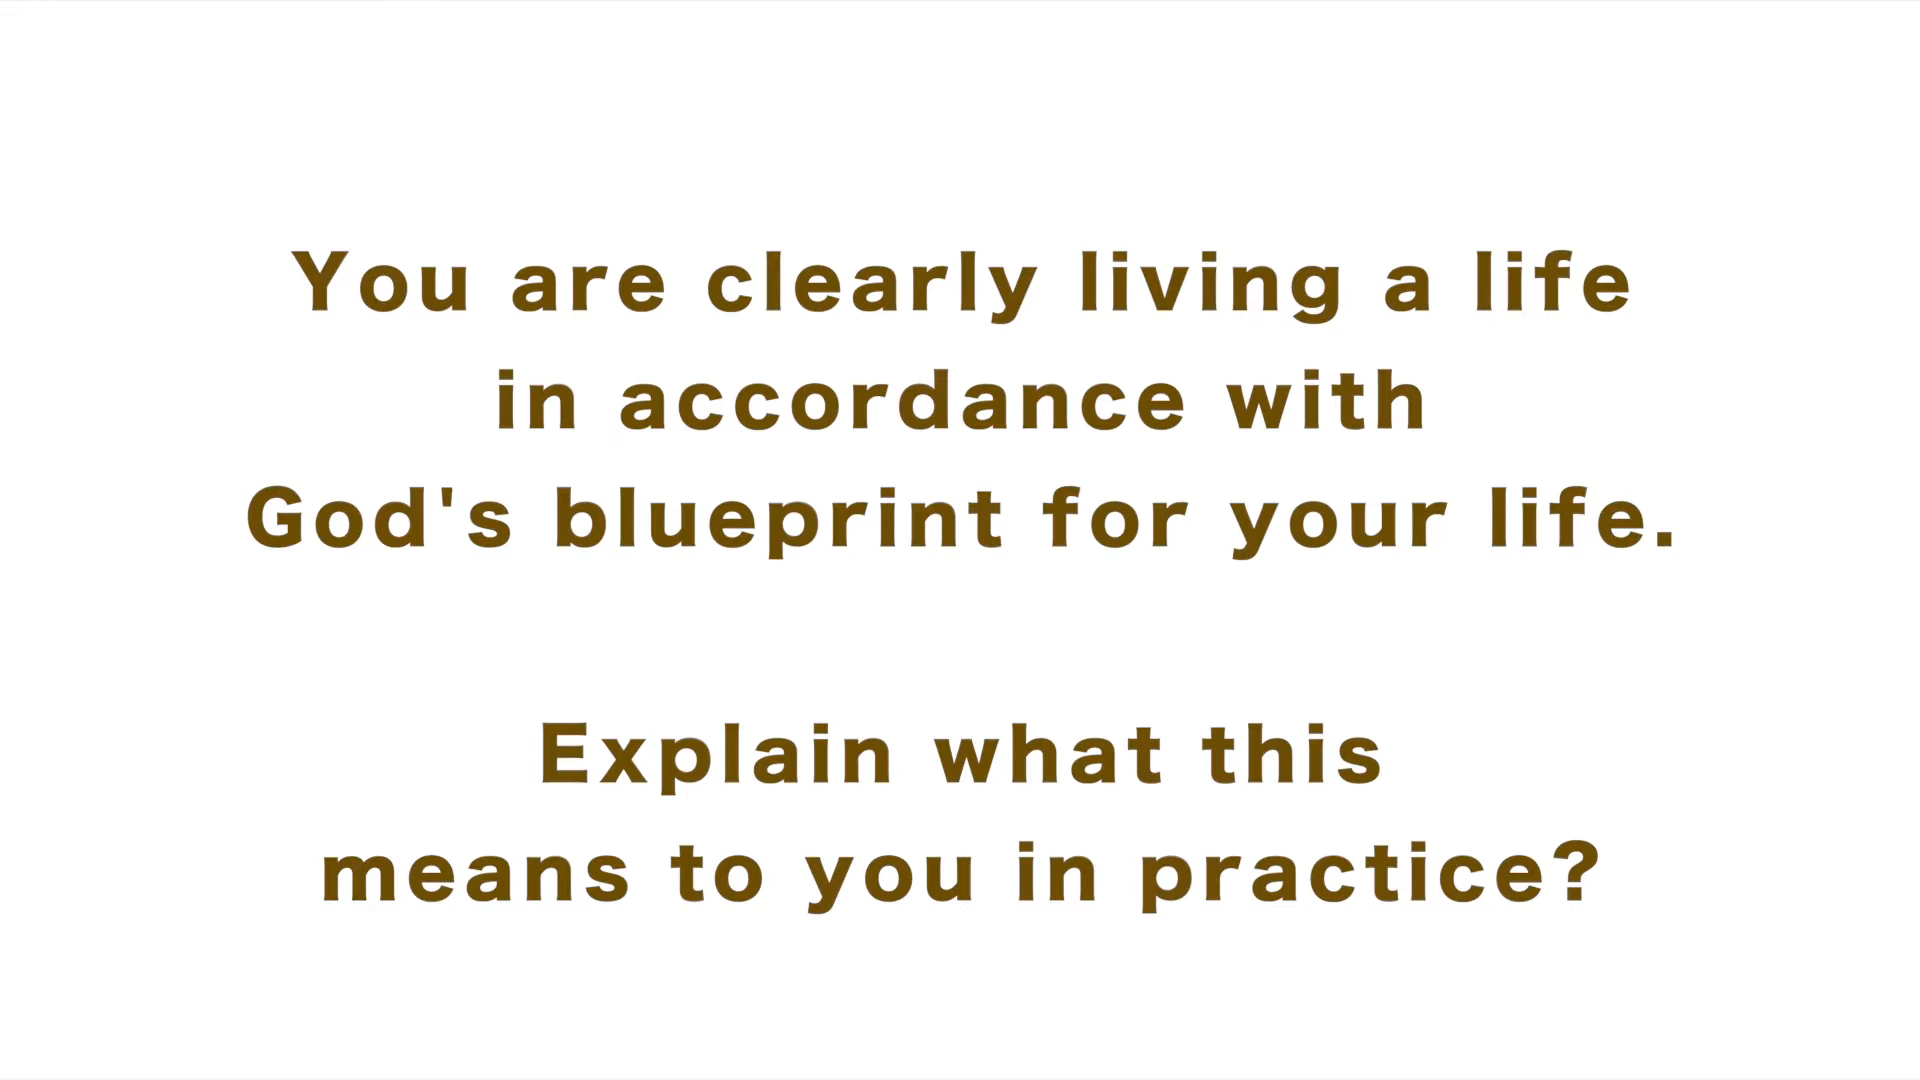 You are clearly living a life
in accordance with
God's blueprint for your life.
Explain what this
means to you in practice?